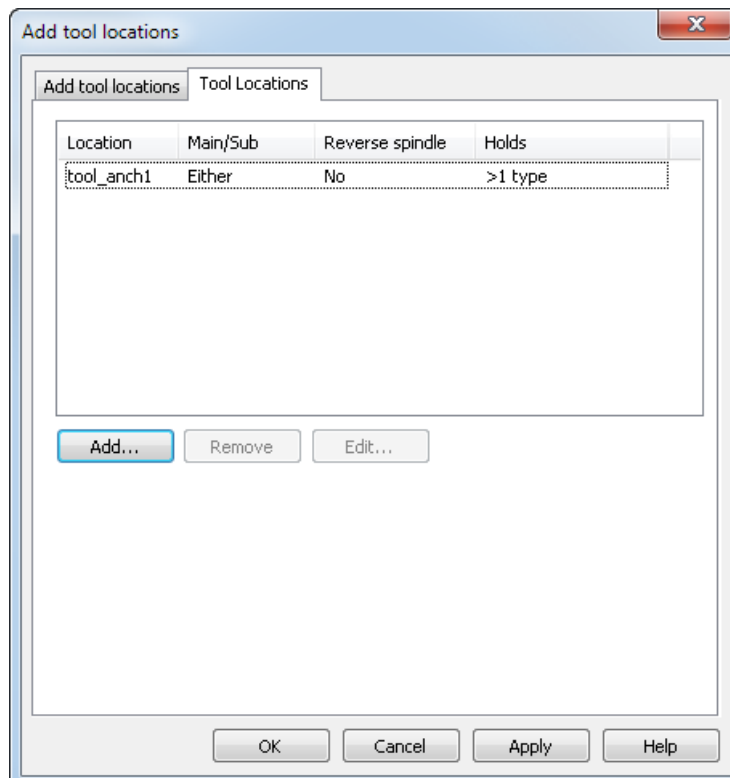 Add tool locations
Add tool locations Tool Locations
Location Main/Sub Reverse spindle Holds
tool_anch1 Either No >1 type
Add... Remove Edit...
OK Cancel Apply Help